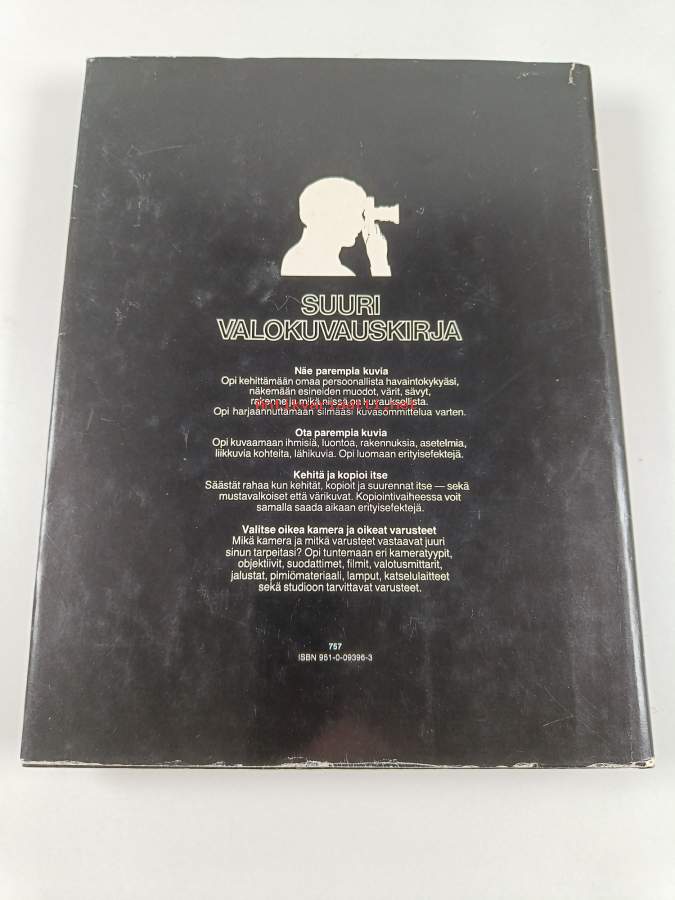 SUURI
VALOKUVAUSKIRJA
Näe parempia kuvia
Opi kehittämään omaa persoonallista havaintokykyäsi,
näkemään esineiden muodot, värit, sävyt,
rakenne ja mikä niissä on kuvauksellista.
Opi harjaannuttamaan silmääsi kuvasommittelua varten.
antikvariaatti.net
Ota parempia kuvia
Opi kuvaamaan ihmisiä, luontoa, rakennuksia, asetelmia,
liikkuvia kohteita, lähikuvia. Opi luomaan erityisefektejä.
Kehitä ja kopioi itse
Säästät rahaa kun kehität, kopioit ja suurennat itse — sekä
mustavalkoiset että värikuvat. Kopiointivaiheessa voit
samalla saada aikaan erityisefektejä.
Valitse oikea kamera ja oikeat varusteet
Mikä kamera ja mitkä varusteet vastaavat juuri
sinun tarpeitasi? Opi tuntemaan eri kameratyypit,
objektiivit, suodattimet, filmit, valotusmittarit,
jalustat, pimiömateriaali, lamput, katselulaitteet
sekä studioon tarvittavat varusteet.
757
ISBN 951-0-09396-3